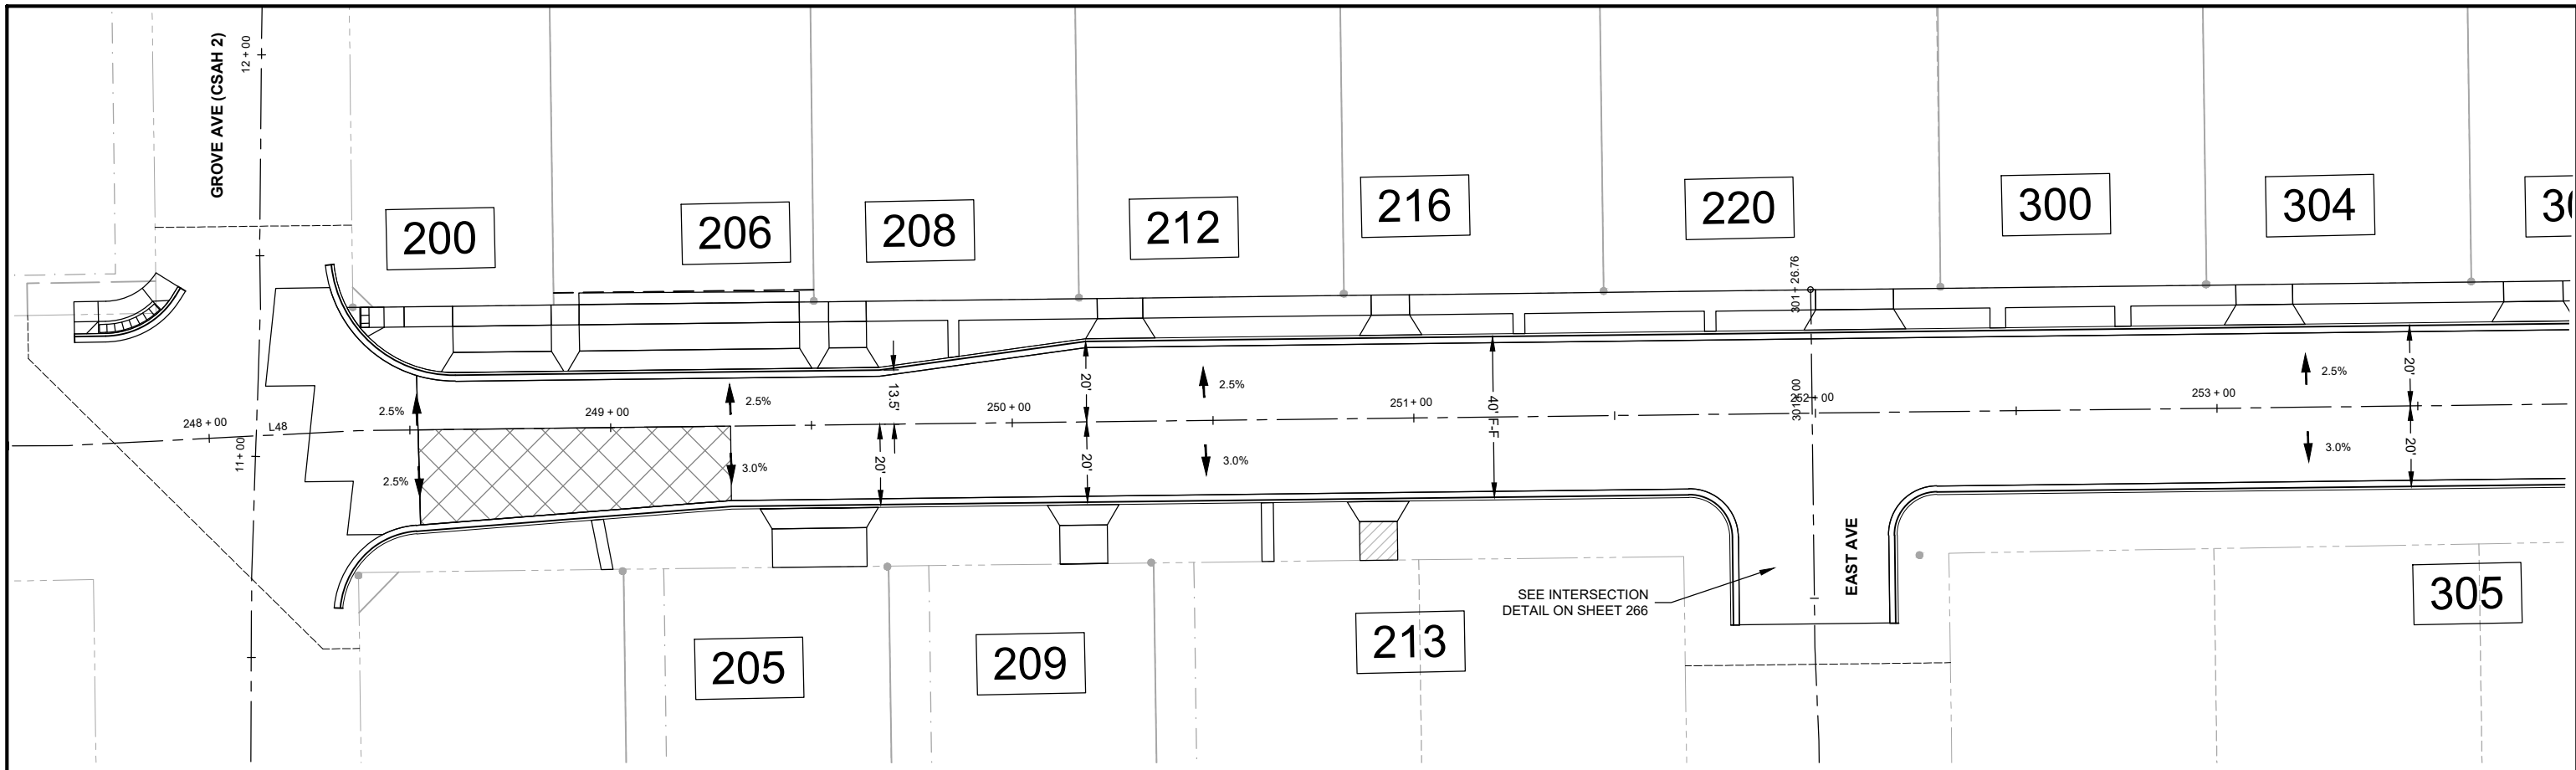 GROVE AVE (CSAH 2)
12 + 00
200
206
208
212
216
220
300
304
301 + 26.76
248 + 00
L48
11 + 00
2.5%
2.5%
249 + 00
2.5%
3.0%
13.5'
20'
250 + 00
20'
20'
2.5%
3.0%
251 + 00
40' F-F
252 + 00
253 + 00
2.5%
3.0%
20'
20'
EAST AVE
SEE INTERSECTION
DETAIL ON SHEET 266
205
209
213
305